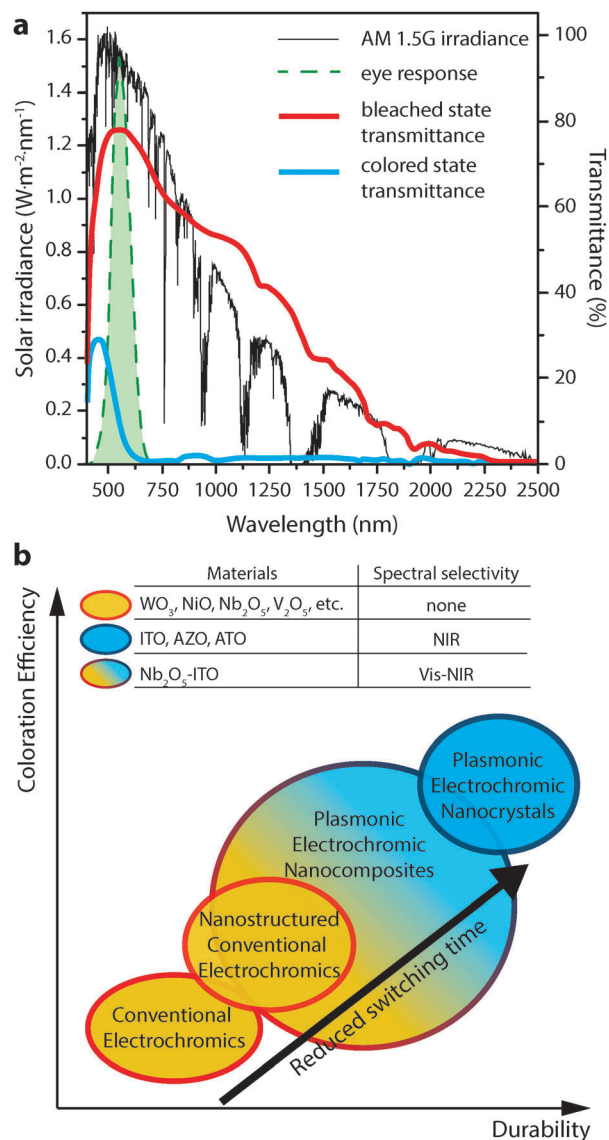 a
AM 1.5G irradiance
eye response
bleached state
transmittance
colored state
transmittance
Solar irradiance (W·m⁻²·nm⁻¹)
1.6
1.4
1.2
1.0
0.8
0.6
0.4
0.2
0.0
Transmittance (%)
100
80
60
40
20
0
500 750 1000 1250 1500 1750 2000 2250 2500
Wavelength (nm)
b
Materials Spectral selectivity
WO₃, NiO, Nb₂O₅, V₂O₅, etc. none
ITO, AZO, ATO NIR
Nb₂O₅-ITO Vis-NIR
Coloration Efficiency
Plasmonic
Electrochromic
Nanocrystals
Plasmonic
Electrochromic
Nanocomposites
Nanostructured
Conventional
Electrochromics
Conventional
Electrochromics
Reduced switching time
Durability